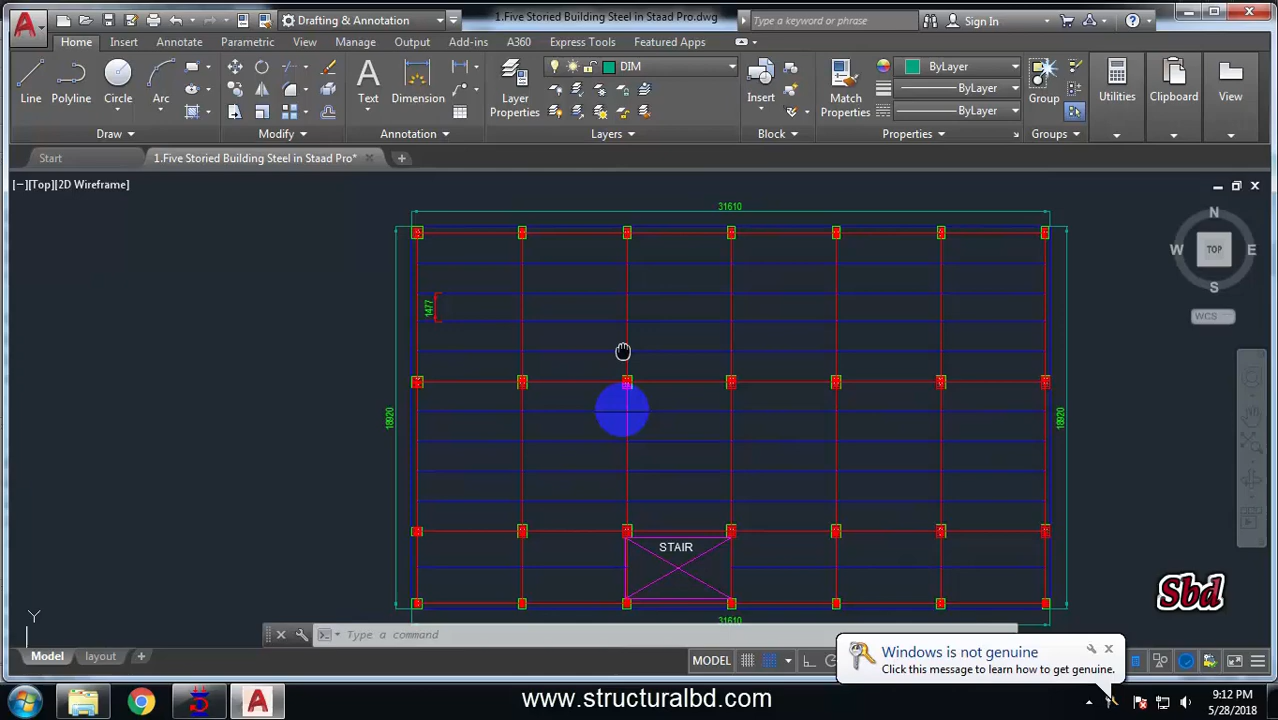 Drafting & Annotation
1.Five Storied Building Steel in Staad Pro.dwg
Type a keyword or phrase
Sign In
Home
Insert
Annotate
Parametric
View
Manage
Output
Add-ins
A360
Express Tools
Featured Apps
Line
Polyline
Circle
Arc
Text
Dimension
Layer
Properties
DIM
Insert
Match
Properties
ByLayer
ByLayer
ByLayer
Group
Utilities
Clipboard
View
Draw
Modify
Annotation
Layers
Block
Properties
Groups
Start
1.Five Storied Building Steel in Staad Pro*
[−][Top][2D Wireframe]
31610
N
W
TOP
E
S
WCS
1477
18920
18920
STAIR
31610
Sbd
Y
Type a command
Model
layout
MODEL
Windows is not genuine
Click this message to learn how to get genuine.
www.structuralbd.com
9:12 PM
5/28/2018